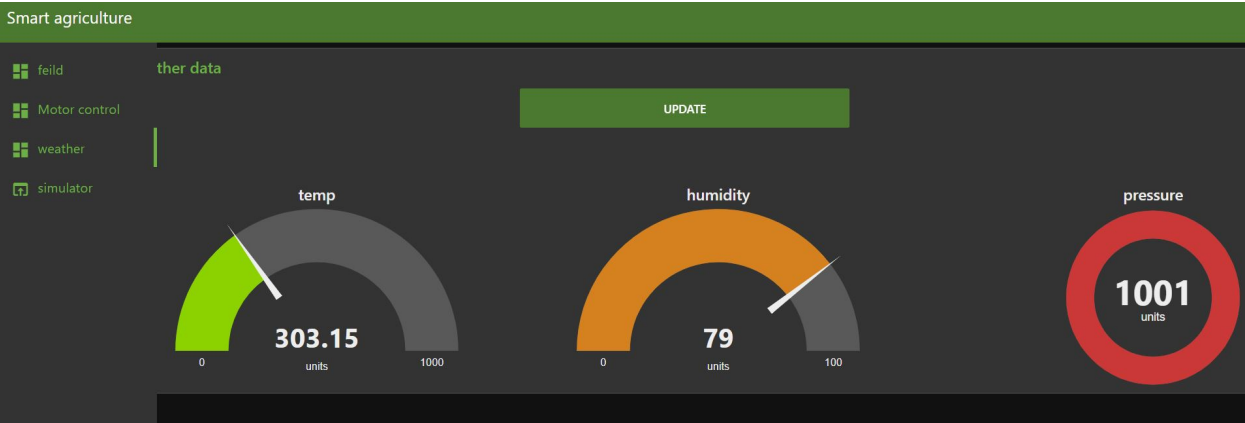 Smart agriculture
feild
Motor control
weather
simulator
ther data
UPDATE
temp
303.15
units
0
1000
humidity
79
units
0
100
pressure
1001
units